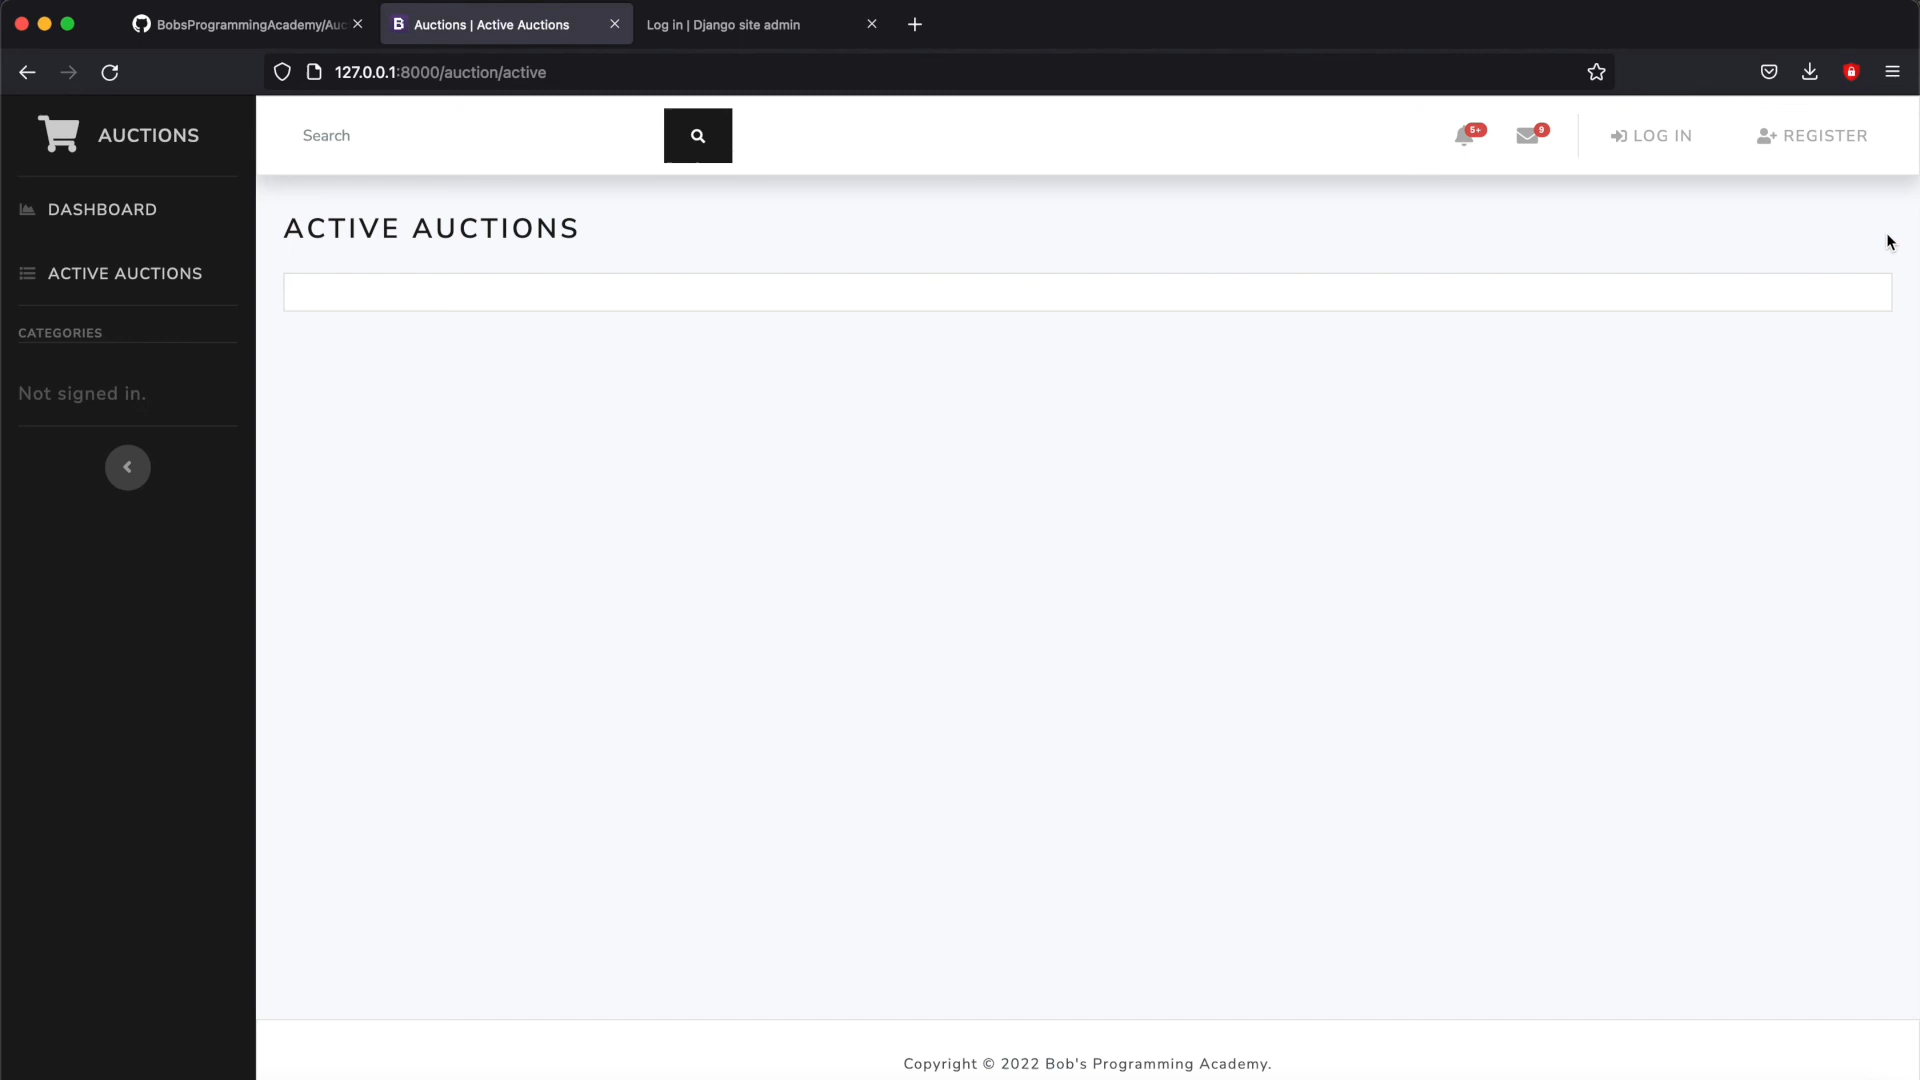 BobsProgrammingAcademy/Auc
B Auctions | Active Auctions
Log in | Django site admin
127.0.0.1:8000/auction/active
AUCTIONS
Search
5+
9
LOG IN
REGISTER
DASHBOARD
ACTIVE AUCTIONS
CATEGORIES
Not signed in.
ACTIVE AUCTIONS
Copyright © 2022 Bob's Programming Academy.